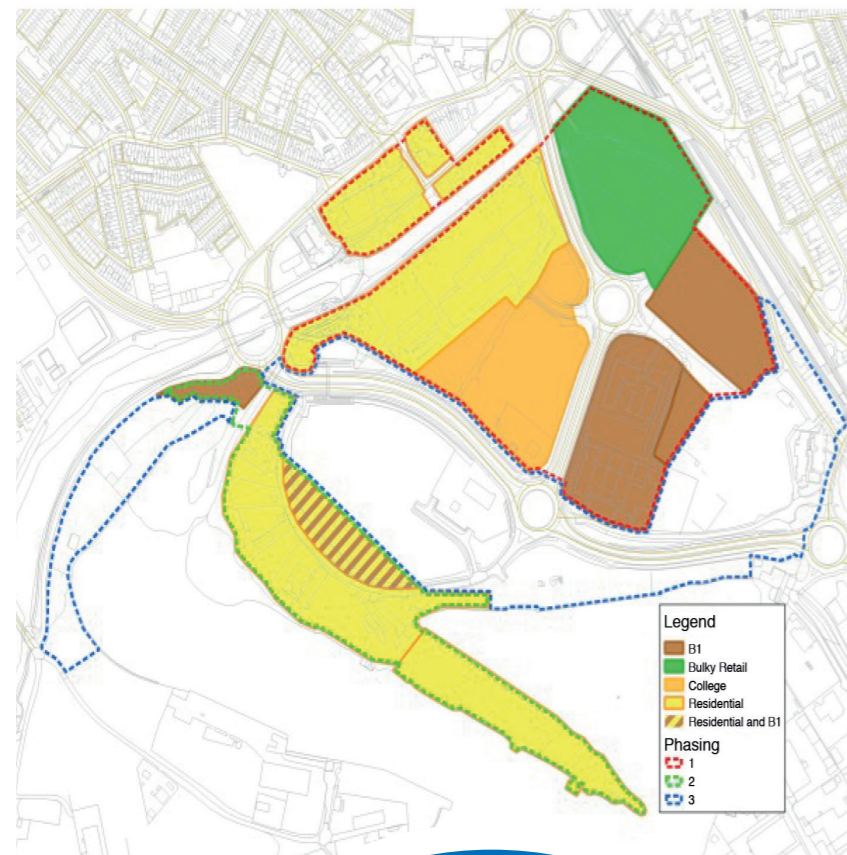 Legend
B1
Bulky Retail
College
Residential
Residential and B1
Phasing
1
2
3